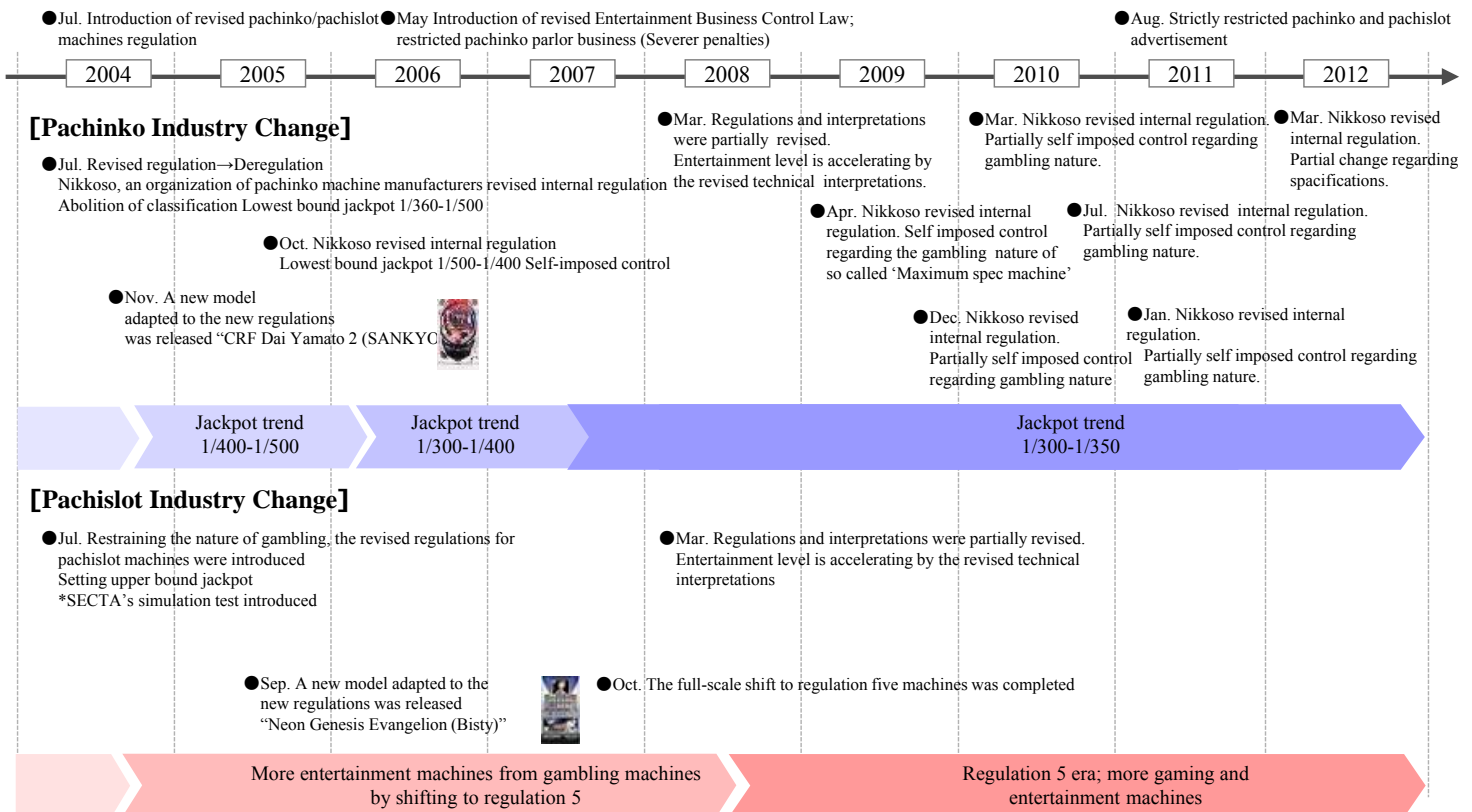 ●Jul. Introduction of revised pachinko/pachislot
machines regulation
●May Introduction of revised Entertainment Business Control Law;
restricted pachinko parlor business (Severer penalties)
●Aug. Strictly restricted pachinko and pachislot
advertisement
2004 2005 2006 2007 2008 2009 2010 2011 2012
[Pachinko Industry Change]
●Jul. Revised regulation→Deregulation
Nikkoso, an organization of pachinko machine manufacturers revised internal regulation
Abolition of classification Lowest bound jackpot 1/360-1/500
●Oct. Nikkoso revised internal regulation
Lowest bound jackpot 1/500-1/400 Self-imposed control
●Nov. A new model
adapted to the new regulations
was released “CRF Dai Yamato 2 (SANKYO
●Mar. Regulations and interpretations
were partially revised.
Entertainment level is accelerating by
the revised technical interpretations.
●Apr. Nikkoso revised internal
regulation. Self imposed control
regarding the gambling nature of
so called ‘Maximum spec machine’
●Dec. Nikkoso revised
internal regulation.
Partially self imposed control
regarding gambling nature
●Mar. Nikkoso revised internal regulation.
Partially self imposed control regarding
gambling nature.
●Jul. Nikkoso revised internal regulation.
Partially self imposed control regarding
gambling nature.
●Jan. Nikkoso revised internal
regulation.
Partially self imposed control regarding
gambling nature.
●Mar. Nikkoso revised
internal regulation.
Partial change regarding
spacifications.
Jackpot trend
1/400-1/500
Jackpot trend
1/300-1/400
Jackpot trend
1/300-1/350
[Pachislot Industry Change]
●Jul. Restraining the nature of gambling, the revised regulations for
pachislot machines were introduced
Setting upper bound jackpot
*SECTA’s simulation test introduced
●Mar. Regulations and interpretations were partially revised.
Entertainment level is accelerating by the revised technical
interpretations
●Sep. A new model adapted to the
new regulations was released
“Neon Genesis Evangelion (Bisty)”
●Oct. The full-scale shift to regulation five machines was completed
More entertainment machines from gambling machines
by shifting to regulation 5
Regulation 5 era; more gaming and
entertainment machines